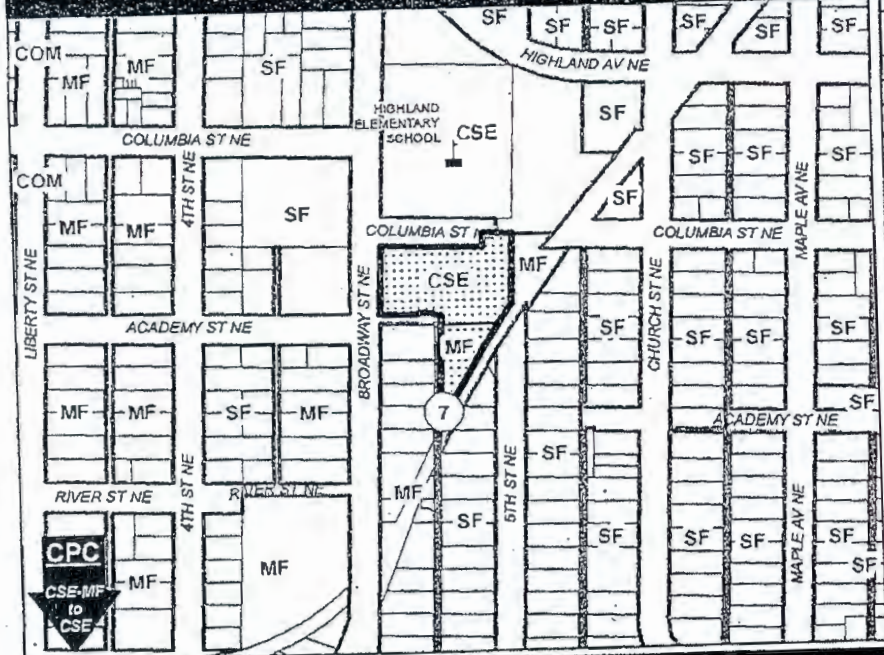 SF
SF
SF
SF
SF
SF
COM
MF
MF
SF
HIGHLAND AV NE
HIGHLAND
ELEMENTARY
SCHOOL
CSE
SF
COLUMBIA ST NE
SF
SF
SF
COM
4TH ST NE
SF
SF
MAPLE AV NE
MF
MF
COLUMBIA ST N
COLUMBIA ST NE
MF
CSE
LIBERTY ST NE
BROADWAY ST NE
CHURCH ST NE
ACADEMY ST NE
SF
SF
SF
SF
MF
MF
MF
SF
MF
7
SF
ACADEMY ST NE
SF
MF
5TH ST NE
RIVER ST NE
4TH ST NE
RIVER ST NE
SF
SF
SF
SF
SF
MAPLE AV NE
SF
CPC
CSE-MF
to
CSE
MF
MF